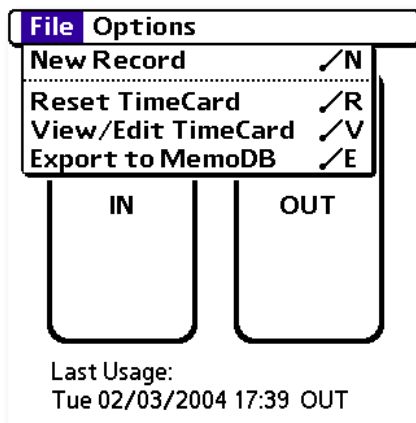 File Options
New Record /N
Reset TimeCard /R
View/Edit TimeCard /V
Export to MemoDB /E
IN OUT
Last Usage:
Tue 02/03/2004 17:39 OUT